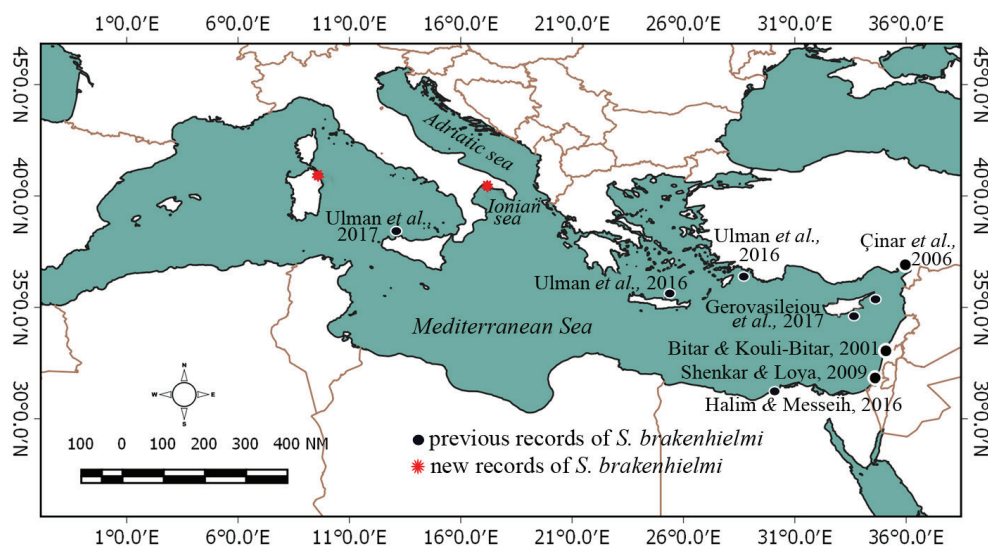 1°0.0'E 6°0.0'E 11°0.0'E 16°0.0'E 21°0.0'E 26°0.0'E 31°0.0'E 36°0.0'E
45°0.0'N
45°0.0'N
40°0.0'N
40°0.0'N
35°0.0'N
35°0.0'N
30°0.0'N
30°0.0'N
Adriatic sea
Ionian
sea
Ulman et al.,
2017
Ulman et al.,
2016
Çinar et al.,
2006
Ulman et al., 2016
Gerovasileiou
et al., 2017
Mediterranean Sea
Bitar & Kouli-Bitar, 2001
Shenkar & Loya, 2009
Halim & Messeih, 2016
N
W
E
S
100 0 100 200 300 400 NM
previous records of S. brakenhielmi
new records of S. brakenhielmi
1°0.0'E 6°0.0'E 11°0.0'E 16°0.0'E 21°0.0'E 26°0.0'E 31°0.0'E 36°0.0'E